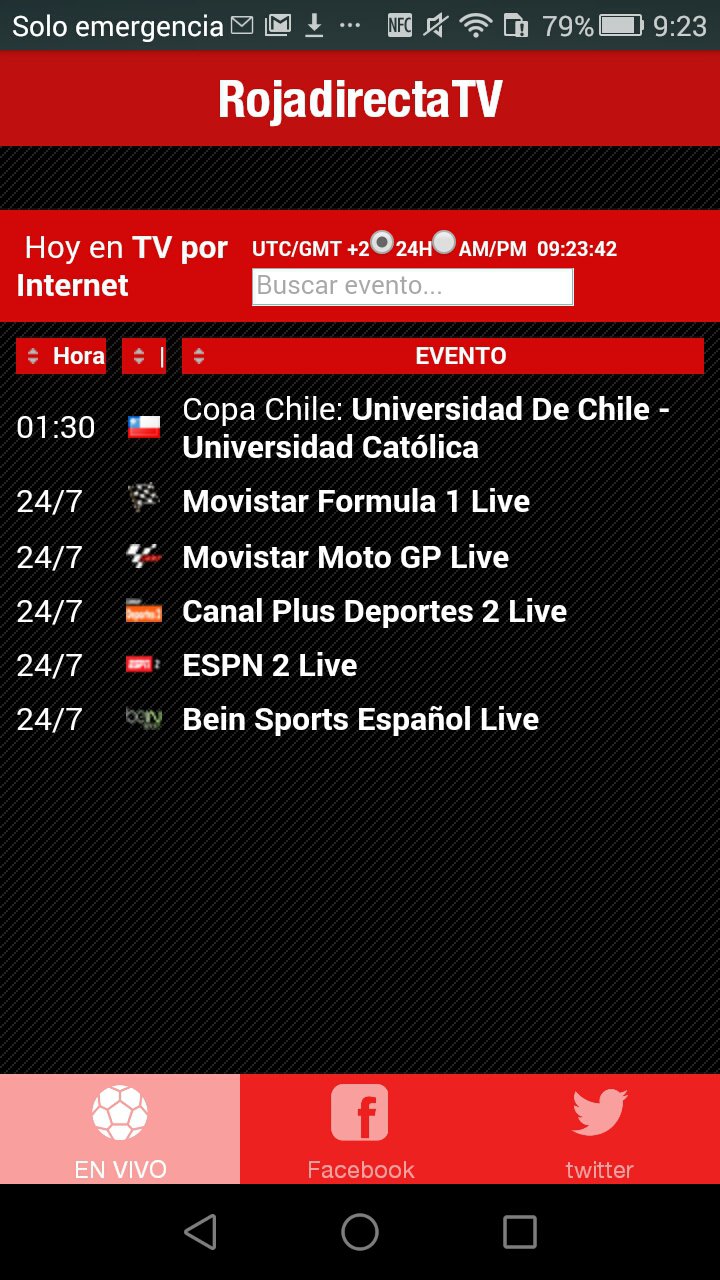 Solo emergencia
NFC
79%
9:23
RojadirectaTV
Hoy en TV por
Internet
UTC/GMT +2 24H AM/PM 09:23:42
Buscar evento...
Hora
|
EVENTO
01:30
Copa Chile: Universidad De Chile -
Universidad Católica
24/7 Movistar Formula 1 Live
24/7 Movistar Moto GP Live
24/7 Canal Plus Deportes 2 Live
24/7 ESPN 2 Live
24/7 Bein Sports Español Live
EN VIVO
Facebook
twitter